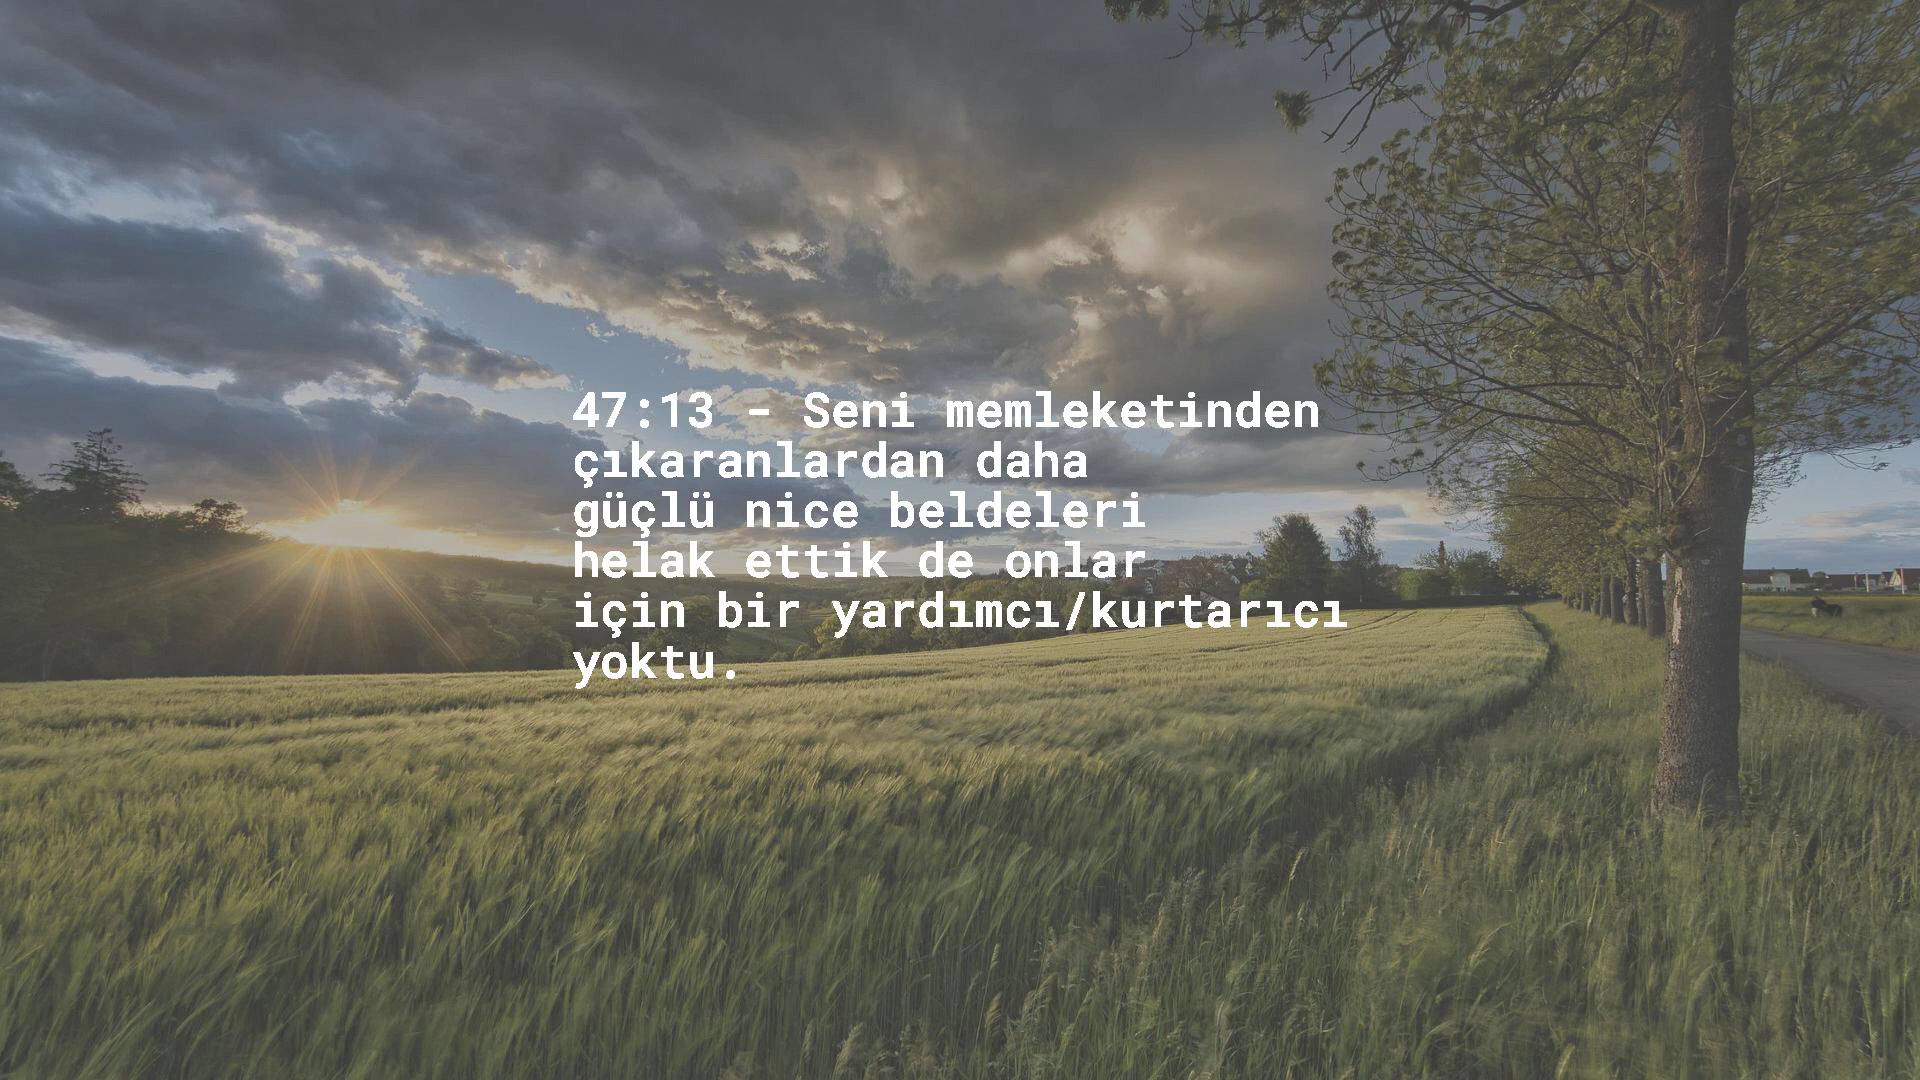 47:13 - Seni memleketinden
çıkaranlardan daha
güçlü nice beldeleri
helak ettik de onlar
için bir yardımcı/kurtarıcı
yoktu.